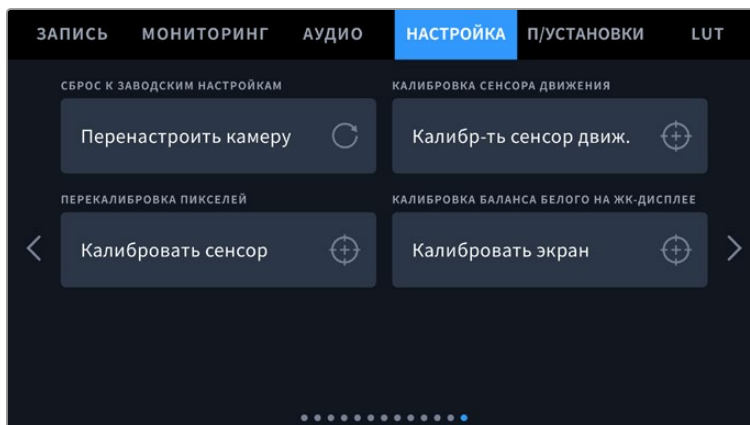 ЗАПИСЬ МОНИТОРИНГ АУДИО НАСТРОЙКА П/УСТАНОВКИ LUT
СБРОС К ЗАВОДСКИМ НАСТРОЙКАМ КАЛИБРОВКА СЕНСОРА ДВИЖЕНИЯ
Перенастроить камеру Калибр-ть сенсор движ.
ПЕРЕКАЛИБРОВКА ПИКСЕЛЕЙ КАЛИБРОВКА БАЛАНСА БЕЛОГО НА ЖК-ДИСПЛЕЕ
Калибровать сенсор Калибровать экран